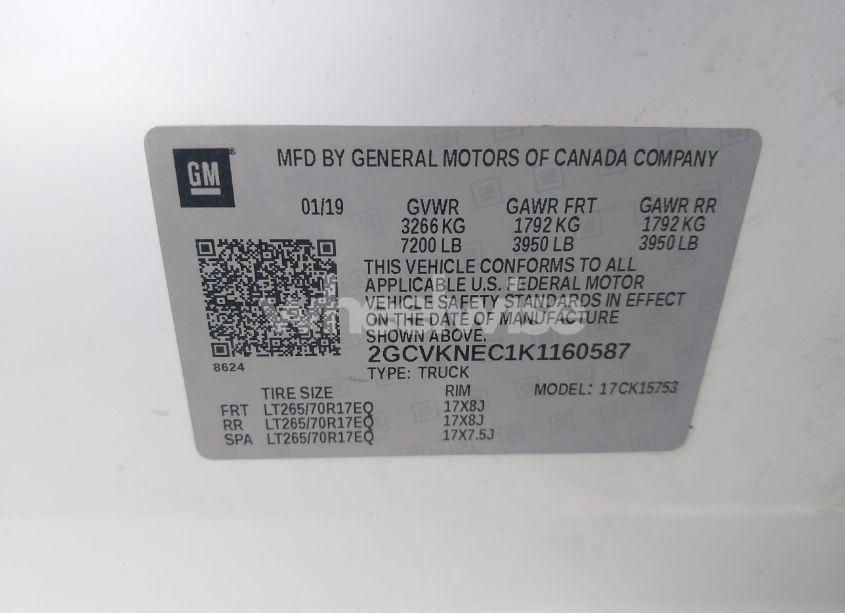 GM
MFD BY GENERAL MOTORS OF CANADA COMPANY
01/19 GVWR GAWR FRT GAWR RR
3266 KG 1792 KG 1792 KG
7200 LB 3950 LB 3950 LB
THIS VEHICLE CONFORMS TO ALL
APPLICABLE U.S. FEDERAL MOTOR
VEHICLE SAFETY STANDARDS IN EFFECT
ON THE DATE OF MANUFACTURE
SHOWN ABOVE.
2GCVKNEC1K1160587
8624
TYPE: TRUCK
TIRE SIZE RIM MODEL: 17CK15753
FRT LT265/70R17EQ 17X8J
RR LT265/70R17EQ 17X8J
SPA LT265/70R17EQ 17X7.5J